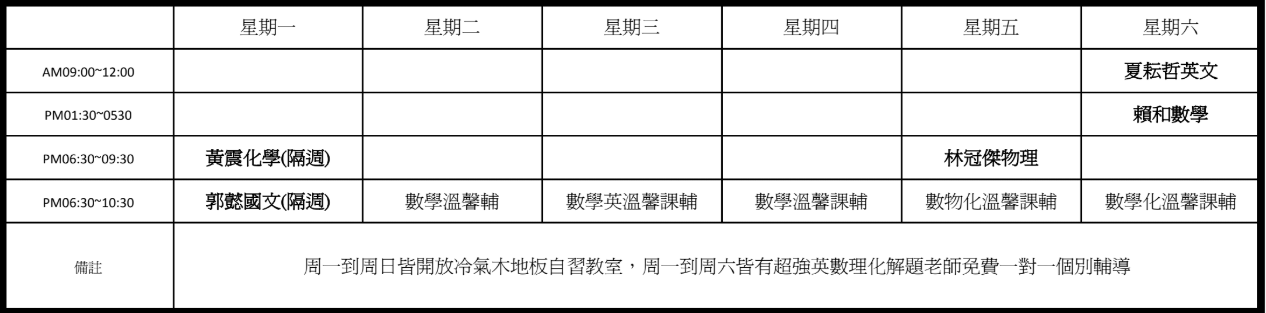 星期一 星期二 星期三 星期四 星期五 星期六
AM09:00~12:00 夏耘哲英文
PM01:30~0530 賴和數學
PM06:30~09:30 黃震化學(隔週) 林冠傑物理
PM06:30~10:30 郭懿國文(隔週) 數學溫馨輔 數學英溫馨課輔 數學溫馨課輔 數物化溫馨課輔 數學化溫馨課輔
備註 周一到周日皆開放冷氣木地板自習教室,周一到周六皆有超強英數理化解題老師免費一對一個別輔導